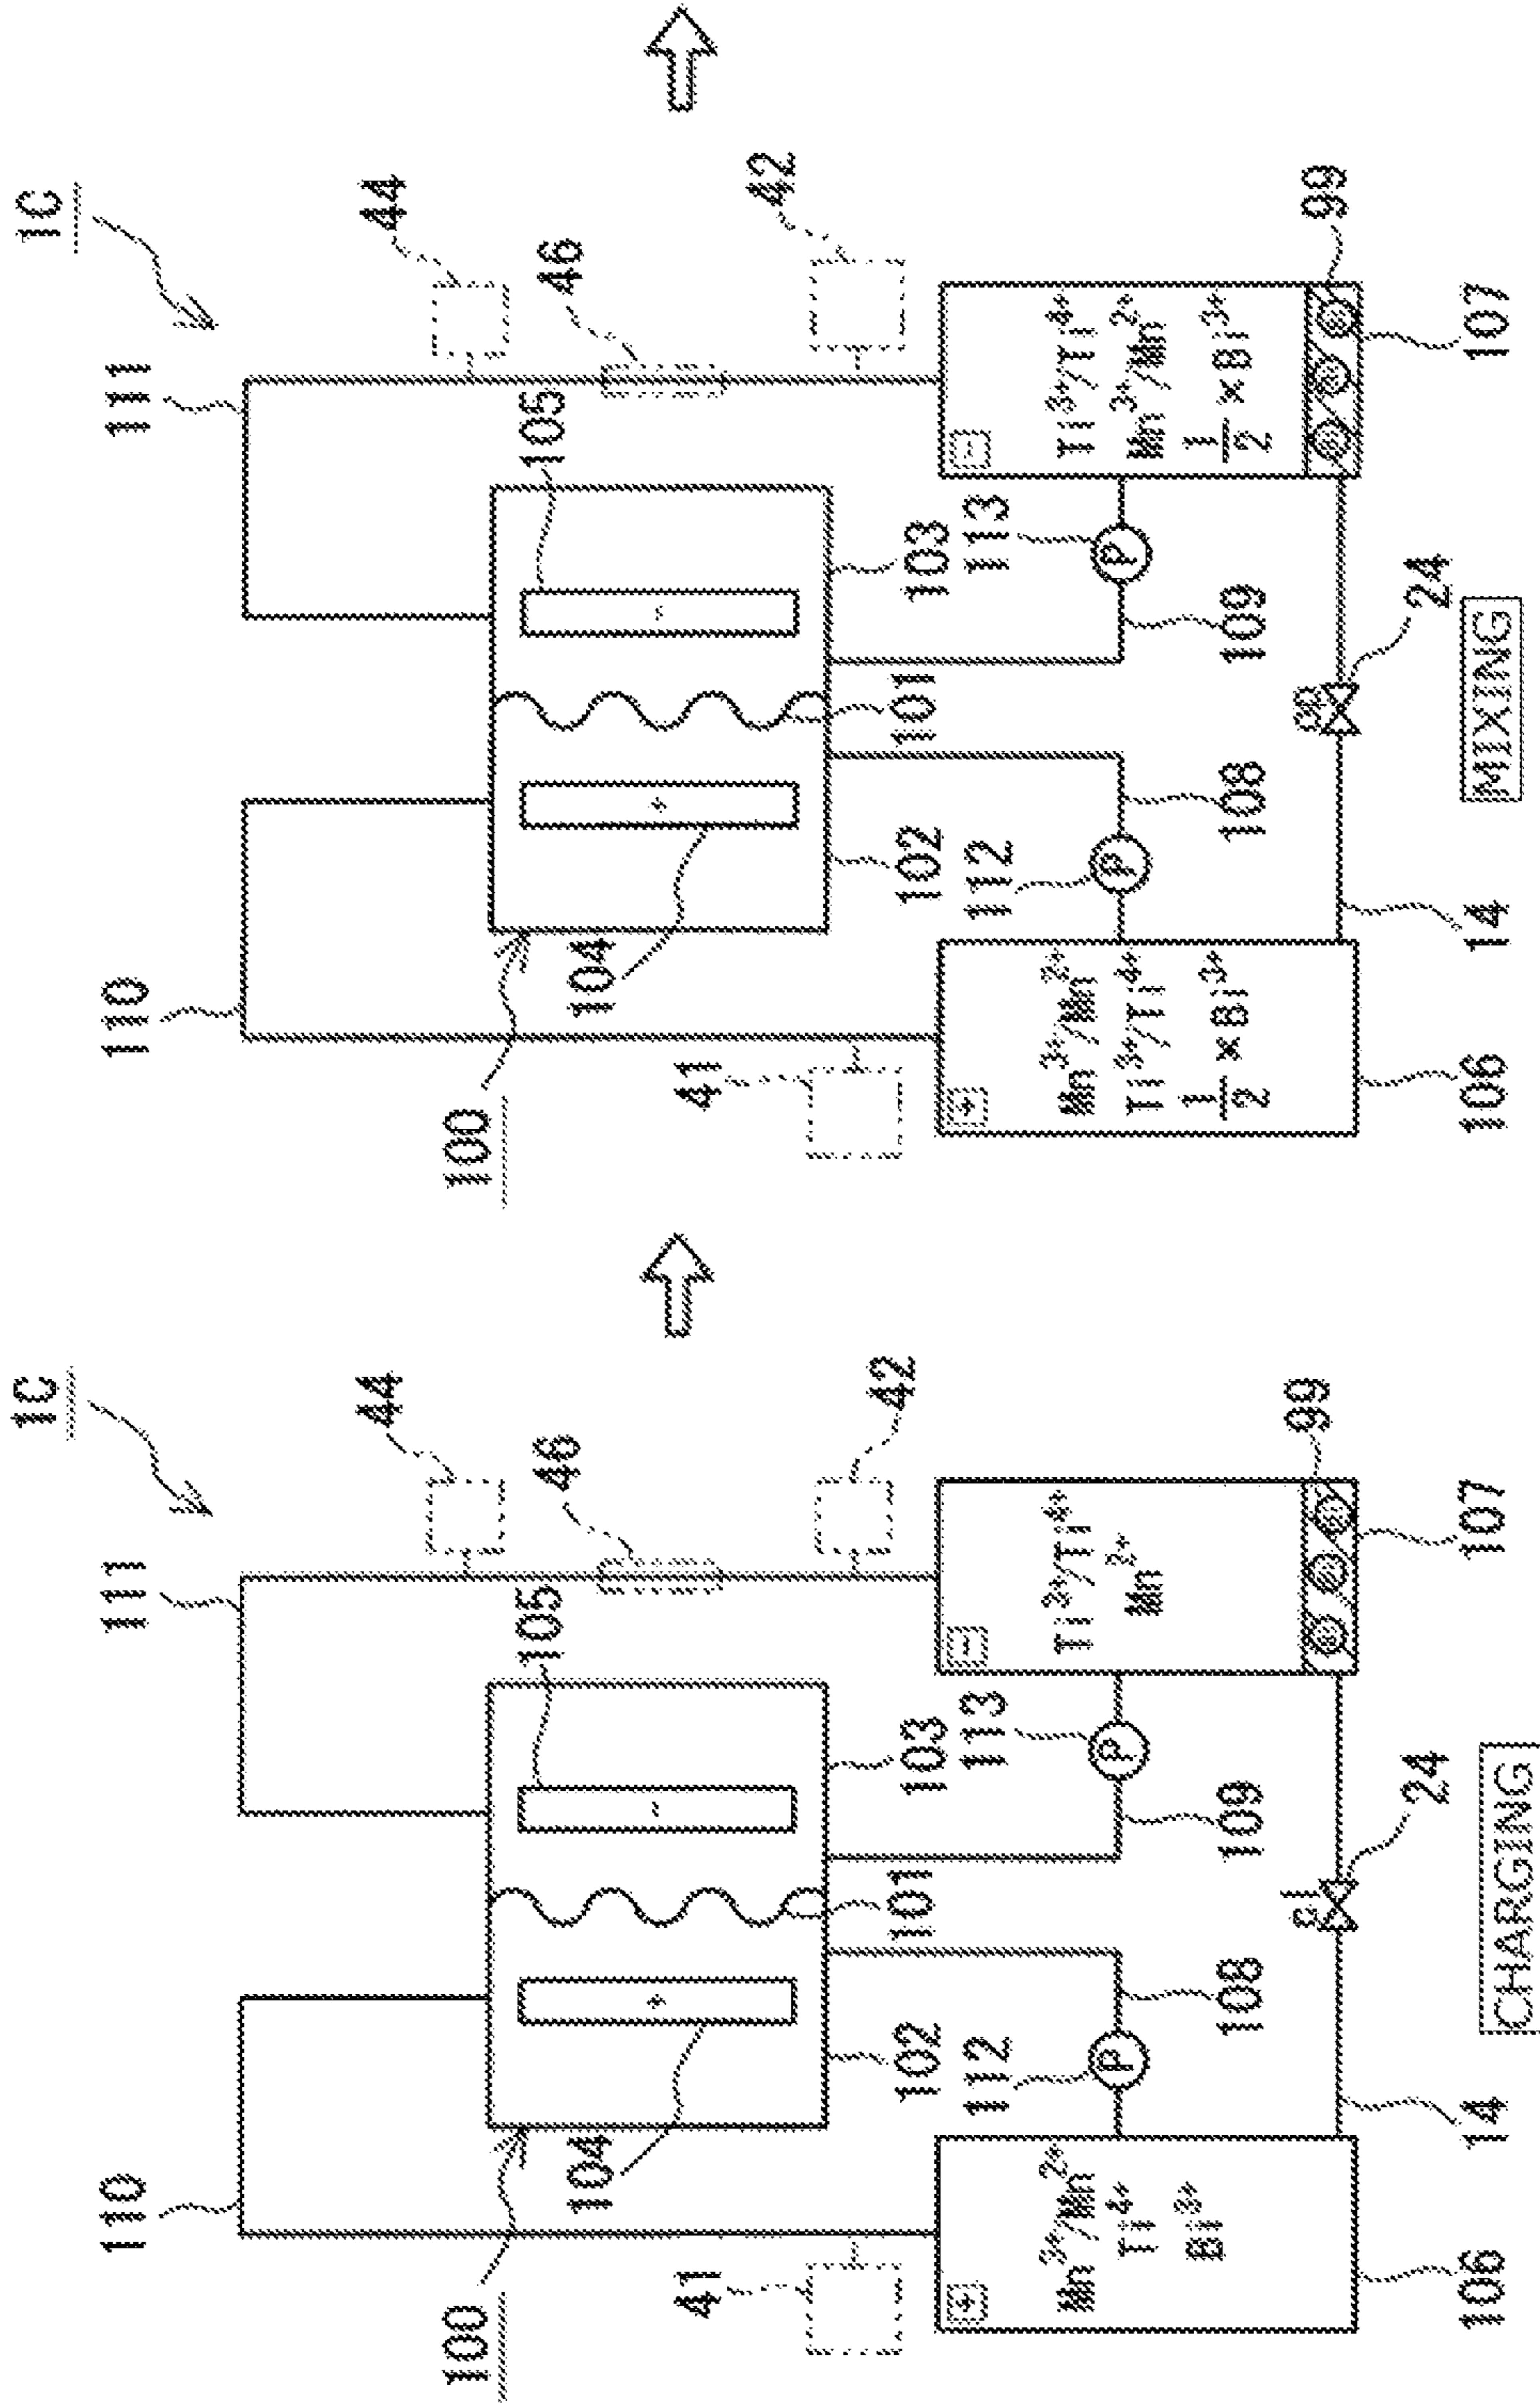 1C
110
111
100
44
46
105
104
102
101
103
41
42
112
113
108
109
+
-
+
-
P
P
Mn³⁺/Mn²⁺
Ti⁴⁺
Bi³⁺
Ti³⁺/Ti⁴⁺
Mn²⁺
99
106
14
24
107
CHARGING
1C
110
111
100
44
46
105
104
102
101
103
41
42
112
113
108
109
+
-
+
-
P
P
Mn³⁺/Mn²⁺
Ti³⁺/Ti⁴⁺
1/2 ×Bi³⁺
Ti³⁺/Ti⁴⁺
Mn³⁺/Mn²⁺
1/2 ×Bi³⁺
99
106
14
24
107
MIXING